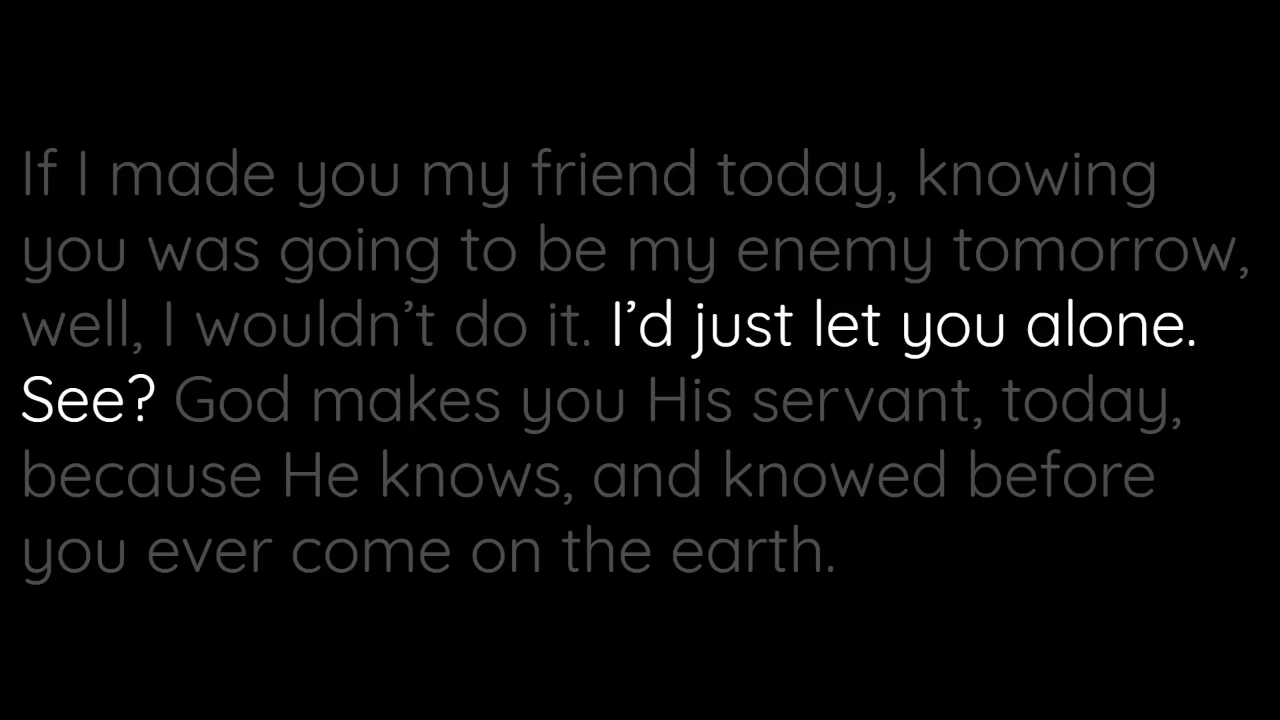 If I made you my friend today, knowing
you was going to be my enemy tomorrow,
well, I wouldn’t do it. I’d just let you alone.
See? God makes you His servant, today,
because He knows, and knowed before
you ever come on the earth.